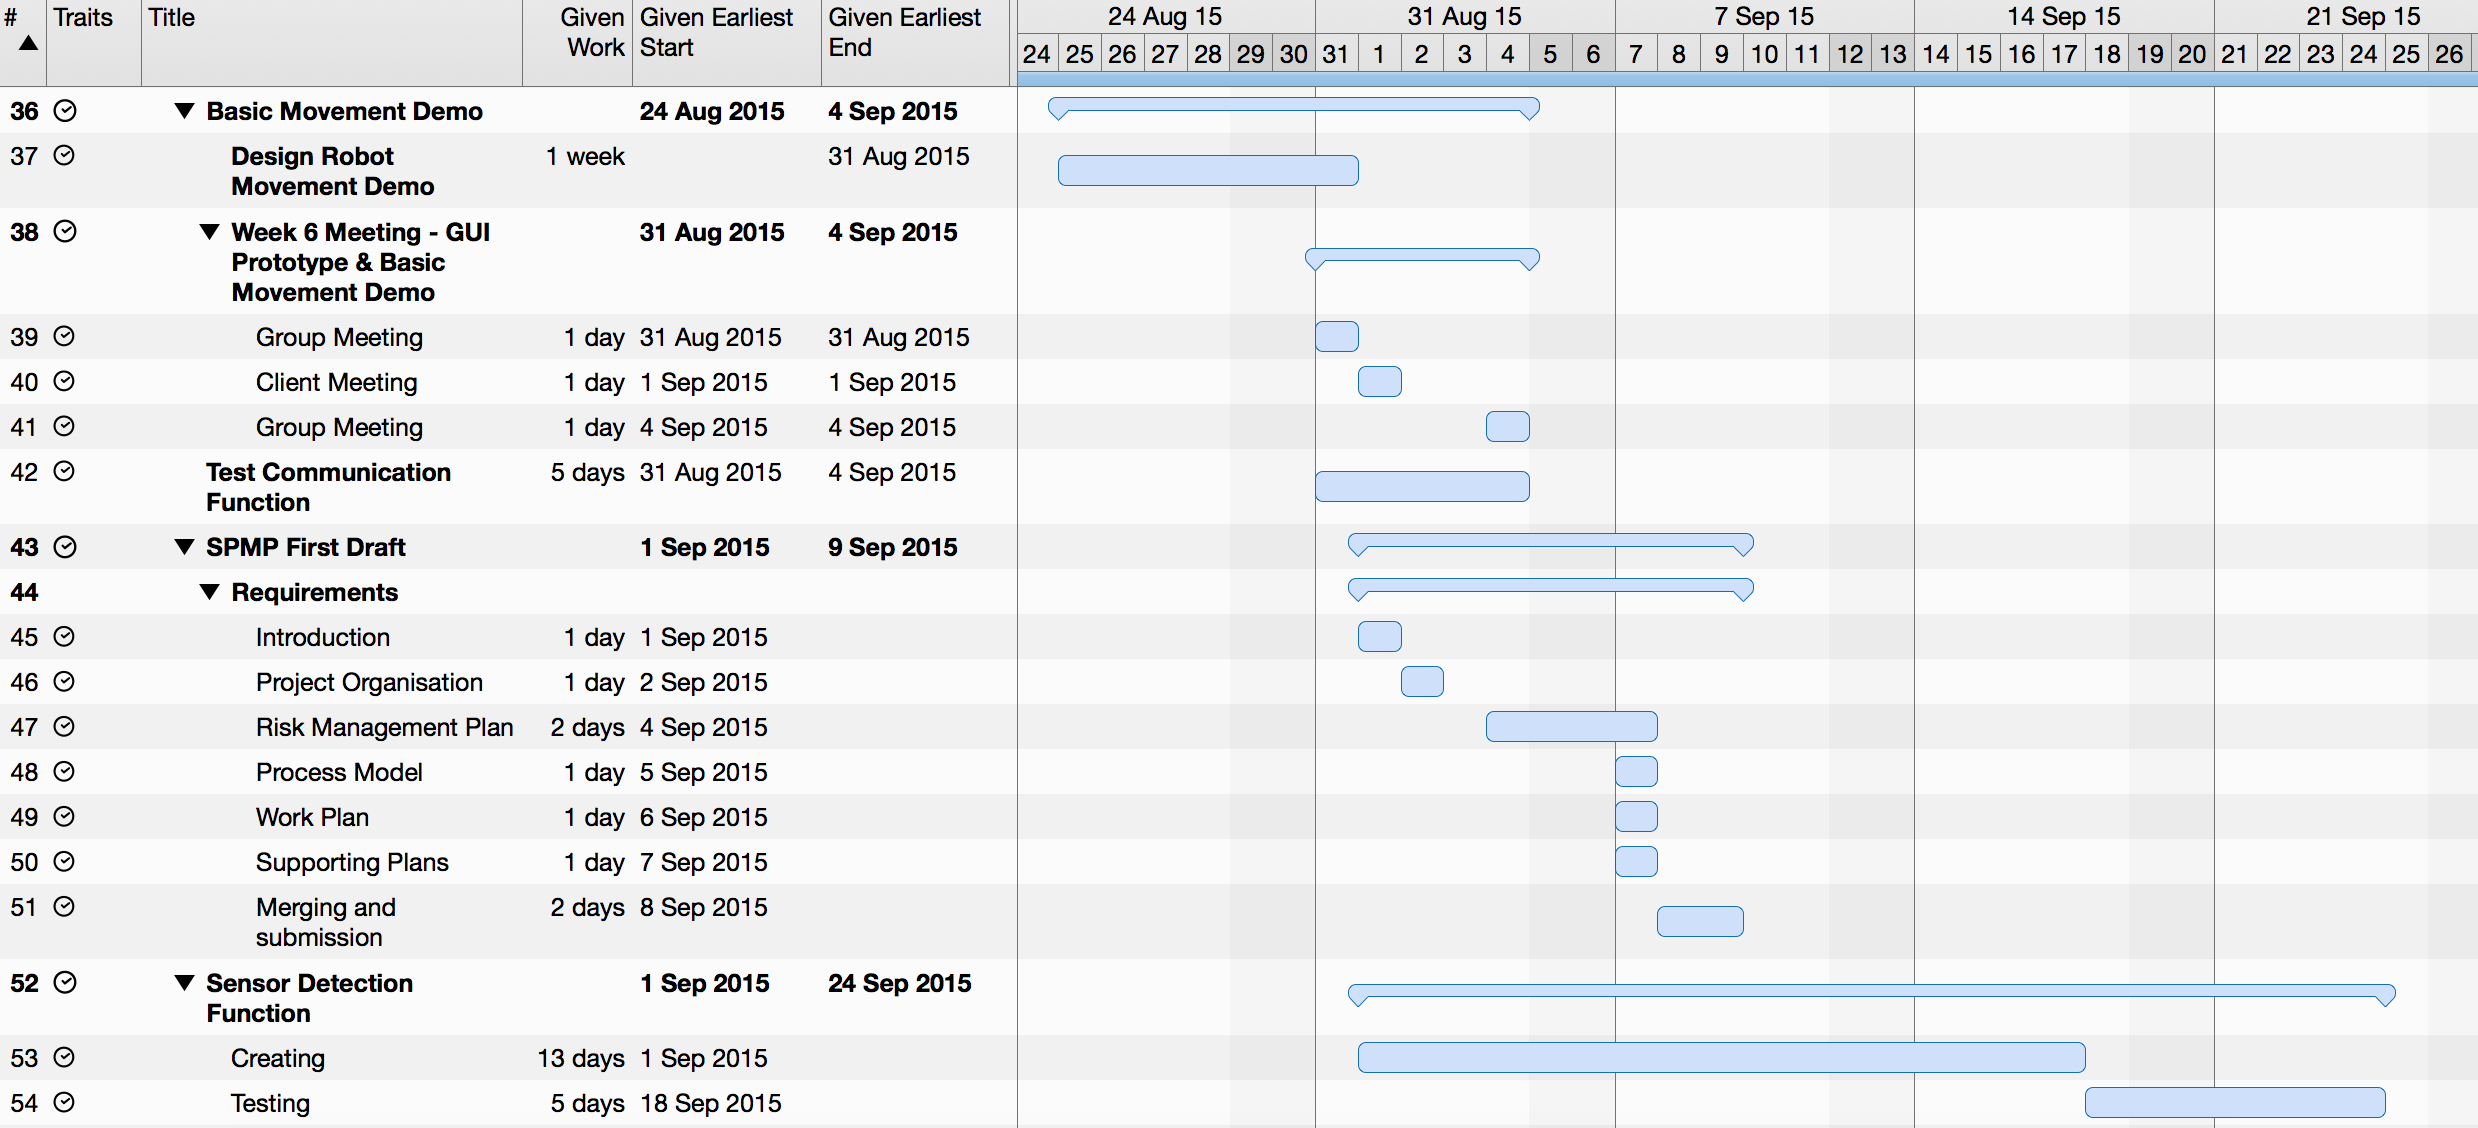 # Traits Title Given Work Given Earliest Start Given Earliest End 24 Aug 15 31 Aug 15 7 Sep 15 14 Sep 15 21 Sep 15
24 25 26 27 28 29 30 31 1 2 3 4 5 6 7 8 9 10 11 12 13 14 15 16 17 18 19 20 21 22 23 24 25 26
36 Basic Movement Demo 24 Aug 2015 4 Sep 2015
37 Design Robot 1 week 31 Aug 2015
Movement Demo
38 Week 6 Meeting - GUI 31 Aug 2015 4 Sep 2015
Prototype & Basic
Movement Demo
39 Group Meeting 1 day 31 Aug 2015 31 Aug 2015
40 Client Meeting 1 day 1 Sep 2015 1 Sep 2015
41 Group Meeting 1 day 4 Sep 2015 4 Sep 2015
42 Test Communication 5 days 31 Aug 2015 4 Sep 2015
Function
43 SPMP First Draft 1 Sep 2015 9 Sep 2015
44 Requirements
45 Introduction 1 day 1 Sep 2015
46 Project Organisation 1 day 2 Sep 2015
47 Risk Management Plan 2 days 4 Sep 2015
48 Process Model 1 day 5 Sep 2015
49 Work Plan 1 day 6 Sep 2015
50 Supporting Plans 1 day 7 Sep 2015
51 Merging and 2 days 8 Sep 2015
submission
52 Sensor Detection 1 Sep 2015 24 Sep 2015
Function
53 Creating 13 days 1 Sep 2015
54 Testing 5 days 18 Sep 2015